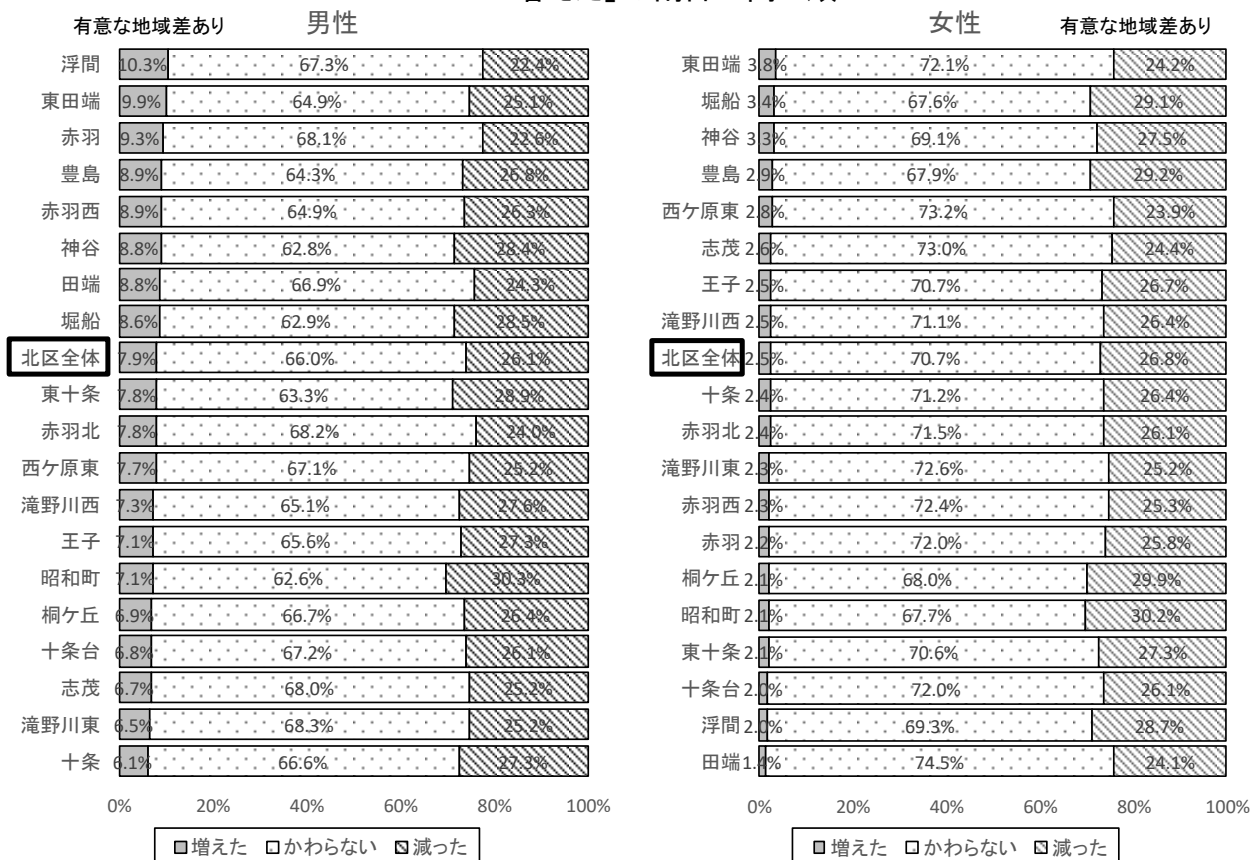 有意な地域差あり 男性
浮間 10.3% 67.3% 22.4%
東田端 9.9% 64.9% 25.1%
赤羽 9.3% 68.1% 22.6%
豊島 8.9% 64.3% 26.8%
赤羽西 8.9% 64.9% 26.3%
神谷 8.8% 62.8% 28.4%
田端 8.8% 66.9% 24.3%
堀船 8.6% 62.9% 28.5%
北区全体 7.9% 66.0% 26.1%
東十条 7.8% 63.3% 28.9%
赤羽北 7.8% 68.2% 24.0%
西ケ原東 7.7% 67.1% 25.2%
滝野川西 7.3% 65.1% 27.6%
王子 7.1% 65.6% 27.3%
昭和町 7.1% 62.6% 30.3%
桐ケ丘 6.9% 66.7% 26.4%
十条台 6.8% 67.2% 26.1%
志茂 6.7% 68.0% 25.2%
滝野川東 6.5% 68.3% 25.2%
十条 6.1% 66.6% 27.3%
0% 20% 40% 60% 80% 100%
増えた かわらない 減った
女性 有意な地域差あり
東田端 3.8% 72.1% 24.2%
堀船 3.4% 67.6% 29.1%
神谷 3.3% 69.1% 27.5%
豊島 2.9% 67.9% 29.2%
西ケ原東 2.8% 73.2% 23.9%
志茂 2.6% 73.0% 24.4%
王子 2.5% 70.7% 26.7%
滝野川西 2.5% 71.1% 26.4%
北区全体 2.5% 70.7% 26.8%
十条 2.4% 71.2% 26.4%
赤羽北 2.4% 71.5% 26.1%
滝野川東 2.3% 72.6% 25.2%
赤羽西 2.3% 72.4% 25.3%
赤羽 2.2% 72.0% 25.8%
桐ケ丘 2.1% 68.0% 29.9%
昭和町 2.1% 67.7% 30.2%
東十条 2.1% 70.6% 27.3%
十条台 2.0% 72.0% 26.1%
浮間 2.0% 69.3% 28.7%
田端 1.4% 74.5% 24.1%
0% 20% 40% 60% 80% 100%
増えた かわらない 減った